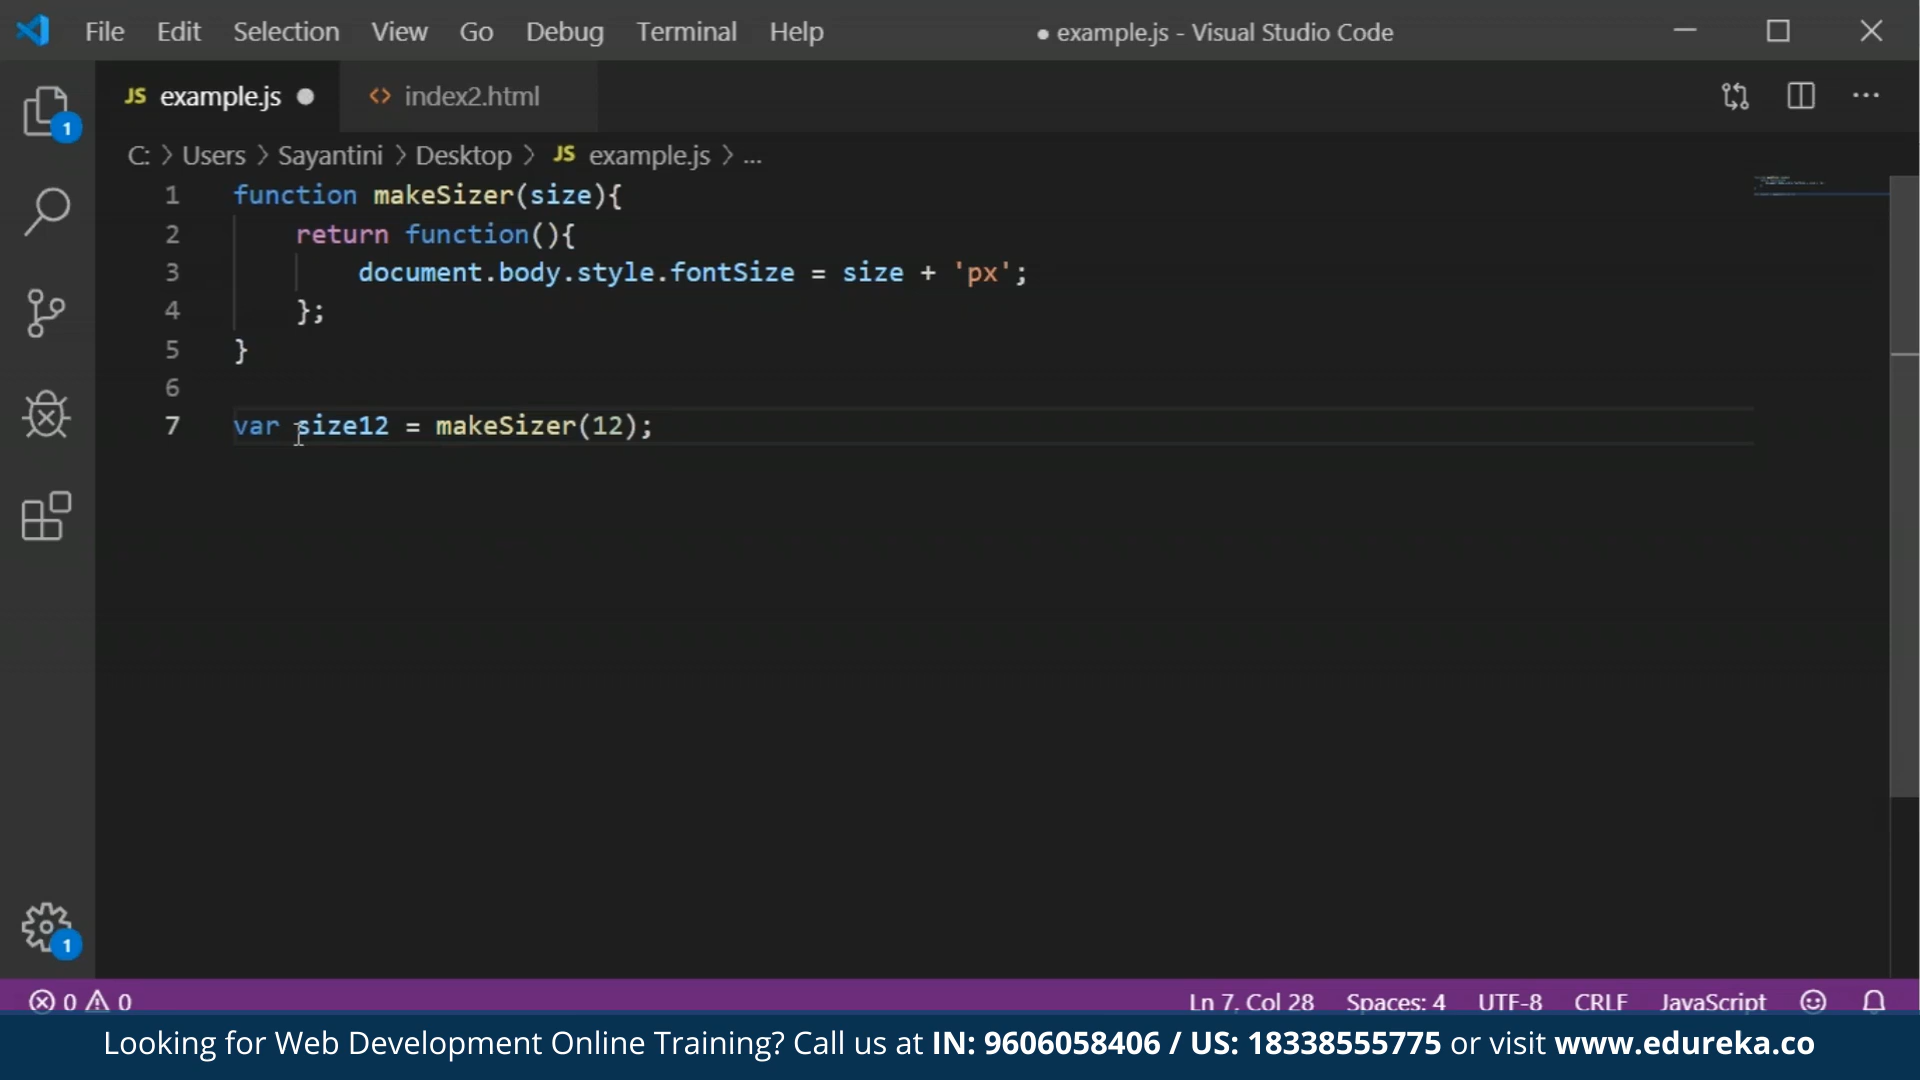 File Edit Selection View Go Debug Terminal Help ● example.js - Visual Studio Code
JS example.js ● <> index2.html ...
C: > Users > Sayantini > Desktop > JS example.js > ...
1 function makeSizer(size){
2     return function(){
3         document.body.style.fontSize = size + 'px';
4     };
5 }
6
7 var size12 = makeSizer(12);
1
1
0 0 Ln 7, Col 28 Spaces: 4 UTF-8 CRLF JavaScript
Looking for Web Development Online Training? Call us at IN: 9606058406 / US: 18338555775 or visit www.edureka.co